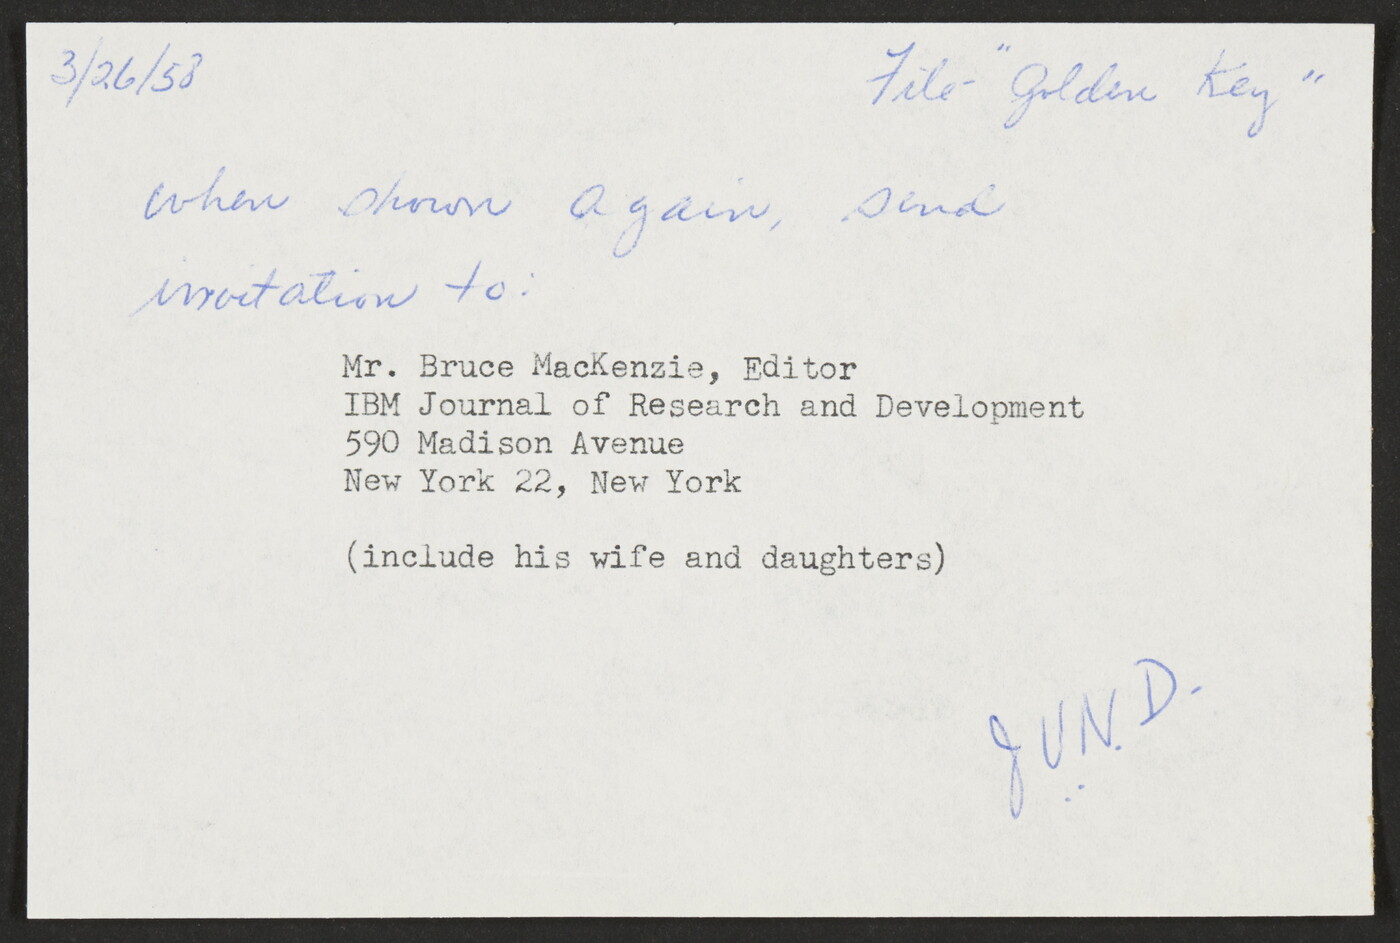 3/26/58
File "Golden Key"
when shown again, send
invitation to:
Mr. Bruce MacKenzie, Editor
IBM Journal of Research and Development
590 Madison Avenue
New York 22, New York
(include his wife and daughters)
J V N. D.